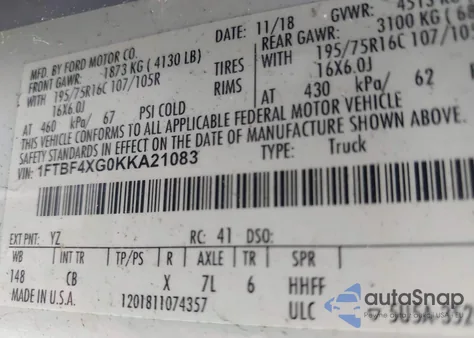 MFD. BY FORD MOTOR CO.
11/18
GVWR: 4513 KG
FRONT GAWR: 1873 KG (4130 LB)
REAR GAWR: 3100 KG
WITH 195/75R16C 107/105R TIRES
WITH 195/75R16C 107/105
16X6.0J RIMS
16X6.0J
AT 460 kPa/ 67 PSI COLD
AT 430 kPa/ 62
THIS VEHICLE CONFORMS TO ALL APPLICABLE FEDERAL MOTOR VEHICLE
SAFETY STANDARDS IN EFFECT ON THE DATE OF MANUFACTURE SHOWN ABOVE.
VIN: 1FTBF4XG0KKA21083
TYPE: Truck
EXT PNT: YZ RC: 41 DSO:
WB INT TR TP/PS R AXLE TR SPR
148 CB X 7L 6 HHFF
MADE IN U.S.A. 1201811074357 ULC
autoSnap